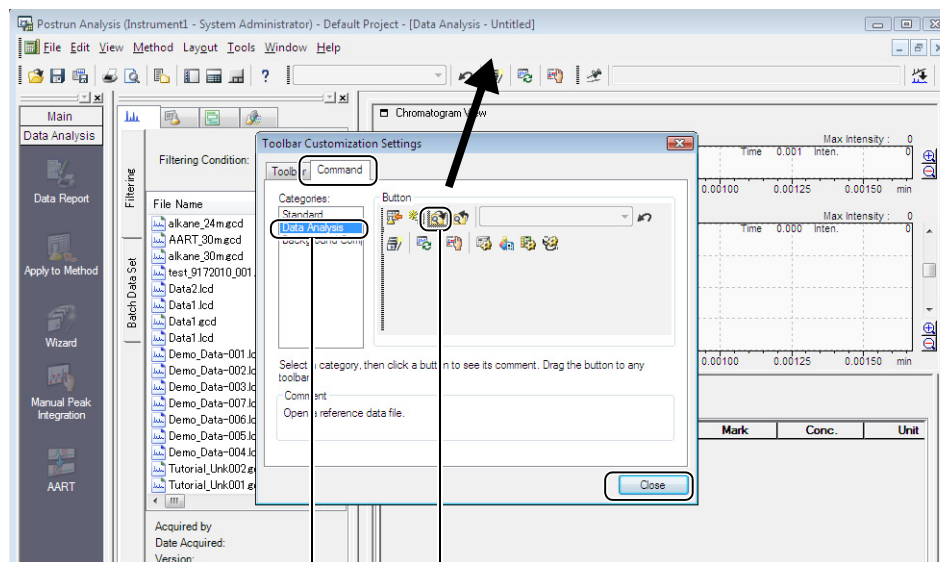 Postrun Analysis (Instrument1 - System Administrator) - Default Project - [Data Analysis - Untitled]
File Edit View Method Layout Tools Window Help
?
Main
Data Analysis
Data Report
Apply to Method
Wizard
Manual Peak
Integration
AART
Filtering
Batch Data Set
Filtering Condition:
File Name
alkane_24m.gcd
AART_30m.gcd
alkane_30m.gcd
test_9172010_001.
Data2.lcd
Data1.lcd
Data1.gcd
Data1.lcd
Demo_Data-001.lc
Demo_Data-002.lc
Demo_Data-003.lc
Demo_Data-007.lc
Demo_Data-006.lc
Demo_Data-005.lc
Demo_Data-004.lc
Tutorial_Unk002.g
Tutorial_Unk001.g
Acquired by
Date Acquired:
Version:
Toolbar Customization Settings
Command
Categories:
Standard
Data Analysis
Button
Select a category, then click a button to see its comment. Drag the button to any
toolbar
Comment
Open a reference data file.
Close
Chromatogram View
Max Intensity : 0
Time 0.001 Inten. 0
0.00100 0.00125 0.00150 min
Max Intensity : 0
Time 0.000 Inten. 0
0.00100 0.00125 0.00150 min
Mark Conc. Unit